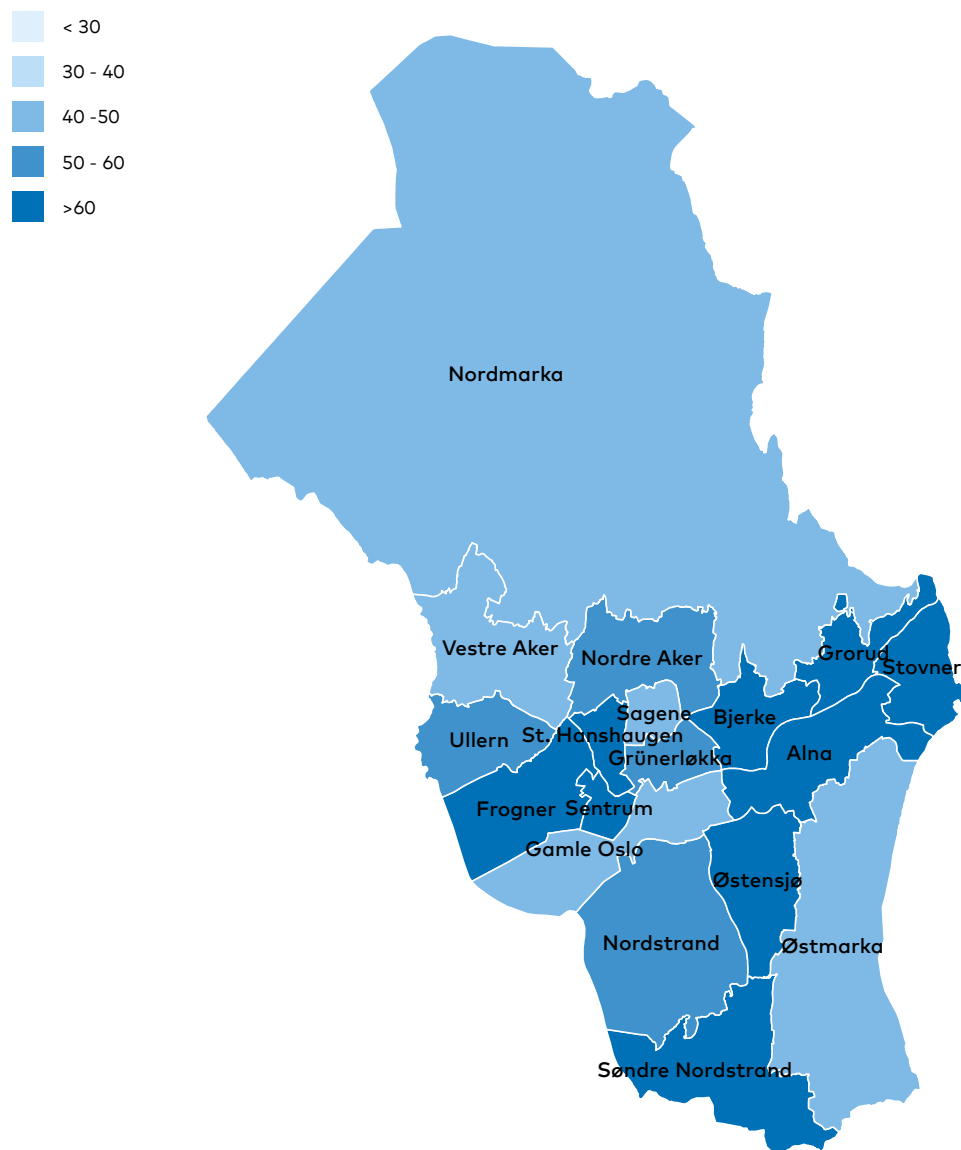 < 30
30 - 40
40 -50
50 - 60
>60
Nordmarka
Vestre Aker
Nordre Aker
Grorud
Stovner
Sagene
Bjerke
St. Hanshaugen
Ullern
Grünerløkka
Alna
Frogner
Sentrum
Gamle Oslo
Østensjø
Nordstrand
Østmarka
Søndre Nordstrand